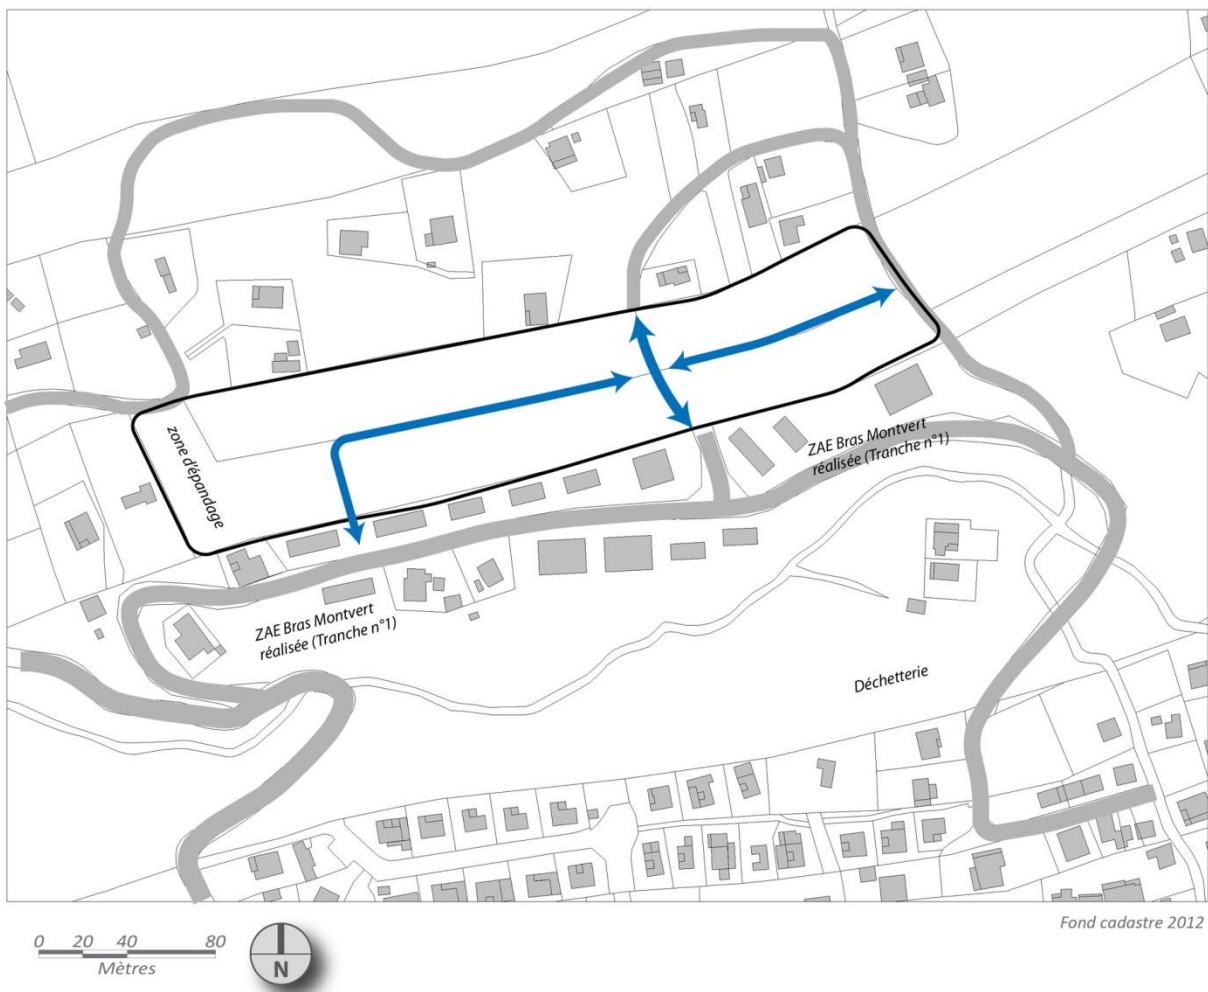 zone d'épandage
ZAE Bras Montvert
réalisée (Tranche n°1)
ZAE Bras Montvert
réalisée (Tranche n°1)
Déchetterie
Fond cadastre 2012
0 20 40 80
Mètres
N